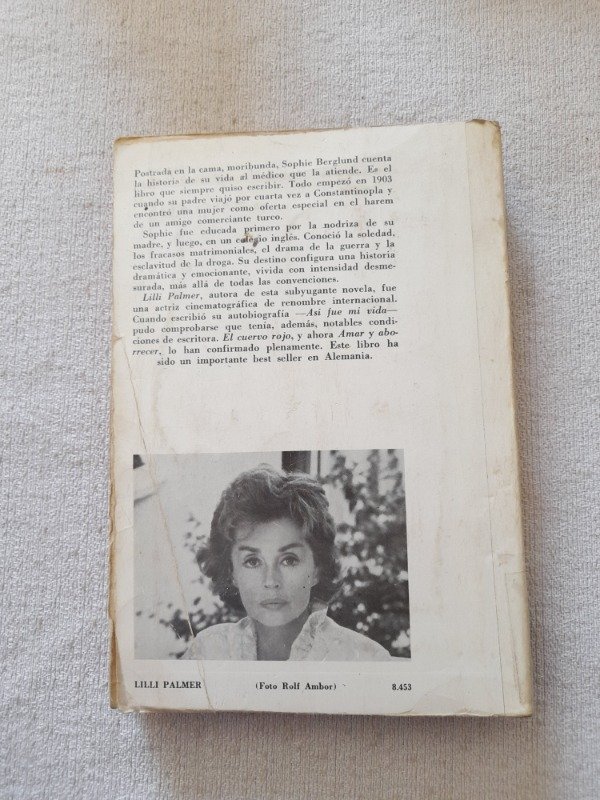 Postrada en la cama, moribunda, Sophie Berglund cuenta
la historia de su vida al médico que la atiende. Es el
libro que siempre quiso escribir. Todo empezó en 1903
cuando su padre viajó por cuarta vez a Constantinopla y
encontró una mujer como oferta especial en el harem
de un amigo comerciante turco.
Sophie fue educada primero por la nodriza de su
madre, y luego, en un colegio inglés. Conoció la soledad,
los fracasos matrimoniales, el drama de la guerra y la
esclavitud de la droga. Su destino configura una historia
dramática y emocionante, vivida con intensidad desme-
surada, más allá de todas las convenciones.
Lilli Palmer, autora de esta subyugante novela, fue
una actriz cinematográfica de renombre internacional.
Cuando escribió su autobiografía —Así fue mi vida—
pudo comprobarse que tenía, además, notables condi-
ciones de escritora. El cuervo rojo, y ahora Amar y abo-
rrecer, lo han confirmado plenamente. Este libro ha
sido un importante best seller en Alemania.
LILLI PALMER (Foto Rolf Ambor) 8.453